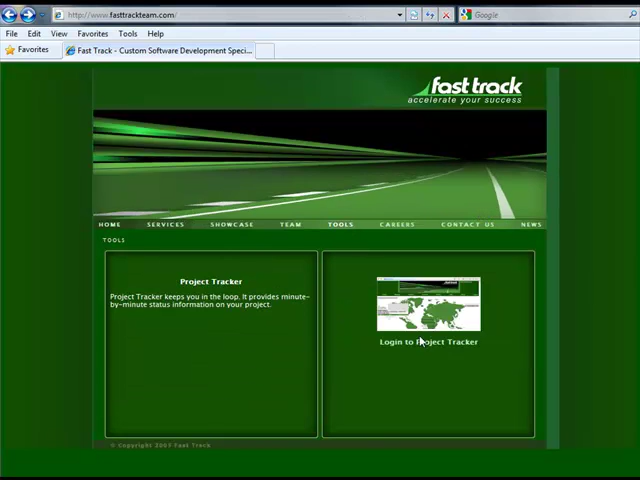 http://www.fasttrackteam.com/
Google
File Edit View Favorites Tools Help
Favorites
Fast Track - Custom Software Development Speci...
fast track
accelerate your success
HOME SERVICES SHOWCASE TEAM TOOLS CAREERS CONTACT US NEWS
TOOLS
Project Tracker
Project Tracker keeps you in the loop. It provides minute-
by-minute status information on your project.
Login to Project Tracker
© Copyright 2007 Fast Track